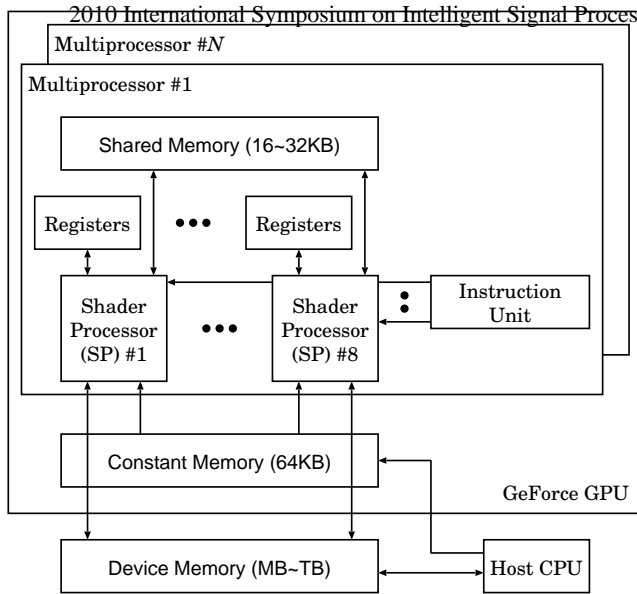 2010 International Symposium on Intelligent Signal Proces
Multiprocessor #N
Multiprocessor #1
Shared Memory (16~32KB)
Registers
Registers
Shader
Processor
(SP) #1
Shader
Processor
(SP) #8
Instruction
Unit
Constant Memory (64KB)
GeForce GPU
Device Memory (MB~TB)
Host CPU